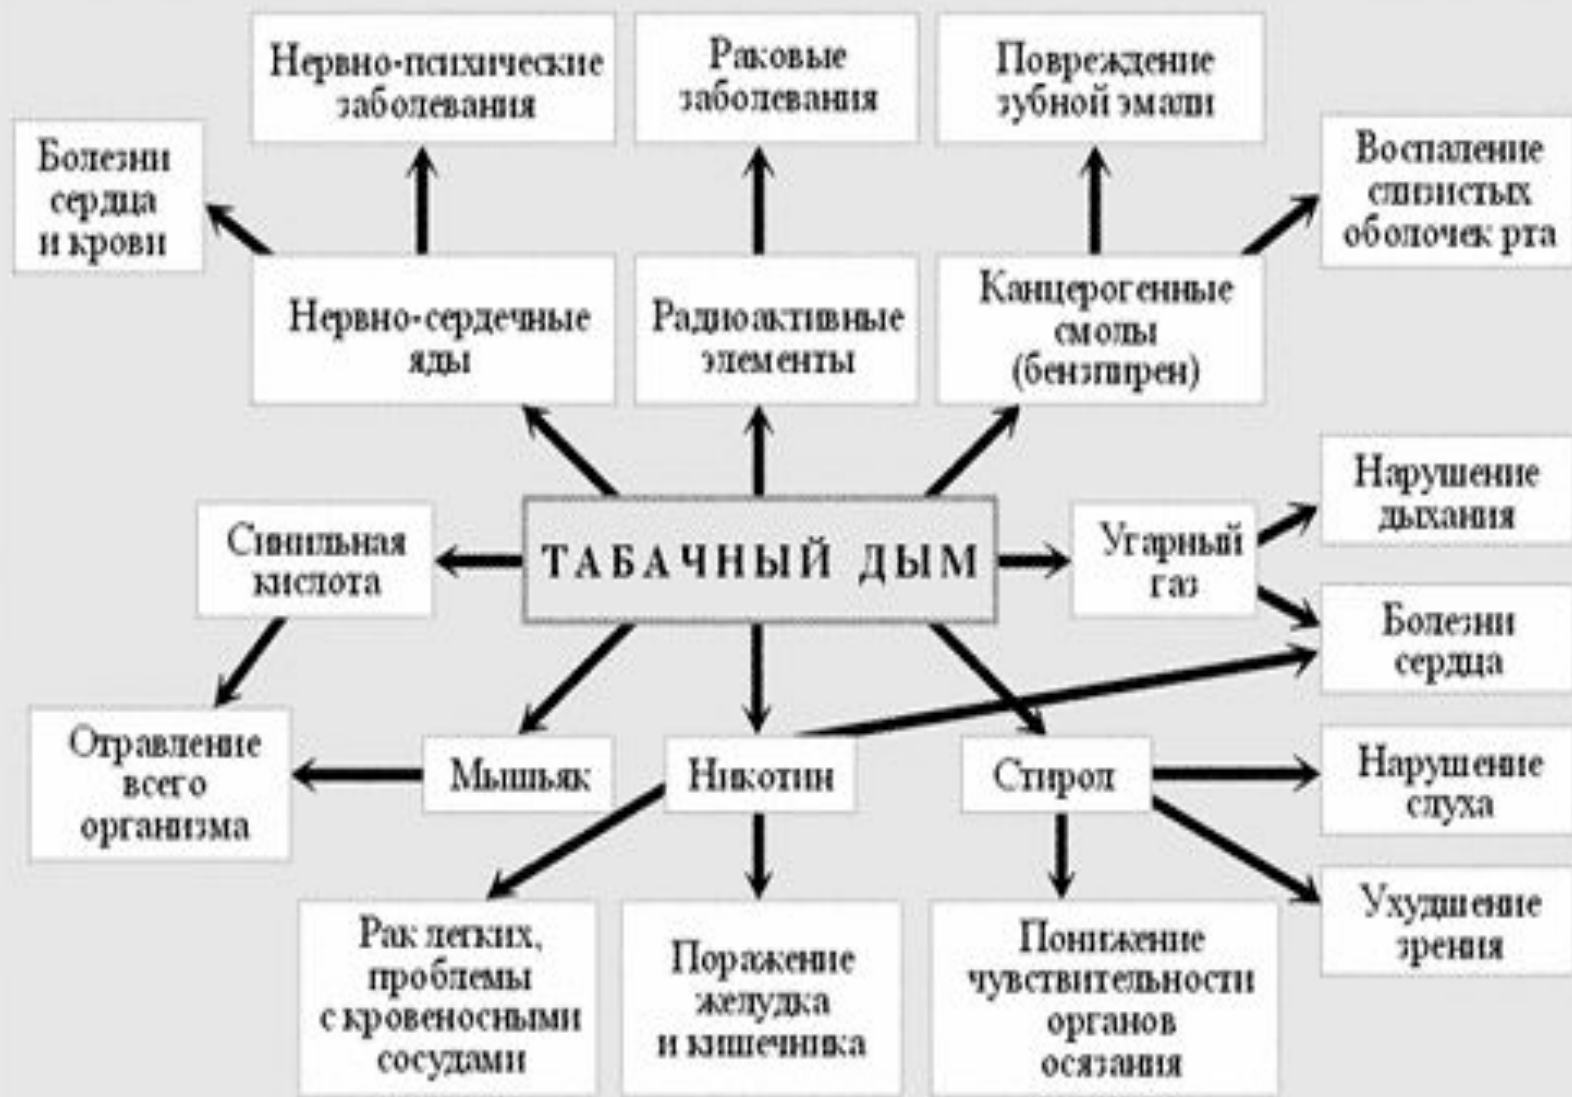 Нервно-психические
заболевания
Раковые
заболевания
Повреждение
зубной эмали
Болезни
сердца
и крови
Воспаление
слизистых
оболочек рта
Нервно-сердечные
яды
Радиоактивные
элементы
Канцерогенные
смолы
(бензпирен)
Нарушение
дыхания
Синильная
кислота
ТАБАЧНЫЙ ДЫМ
Угарный
газ
Болезни
сердца
Отравление
всего
организма
Мышьяк
Никотин
Стирол
Нарушение
слуха
Ухудшение
зрения
Рак легких,
проблемы
с кровеносными
сосудами
Поражение
желудка
и кишечника
Понижение
чувствительности
органов
осязания